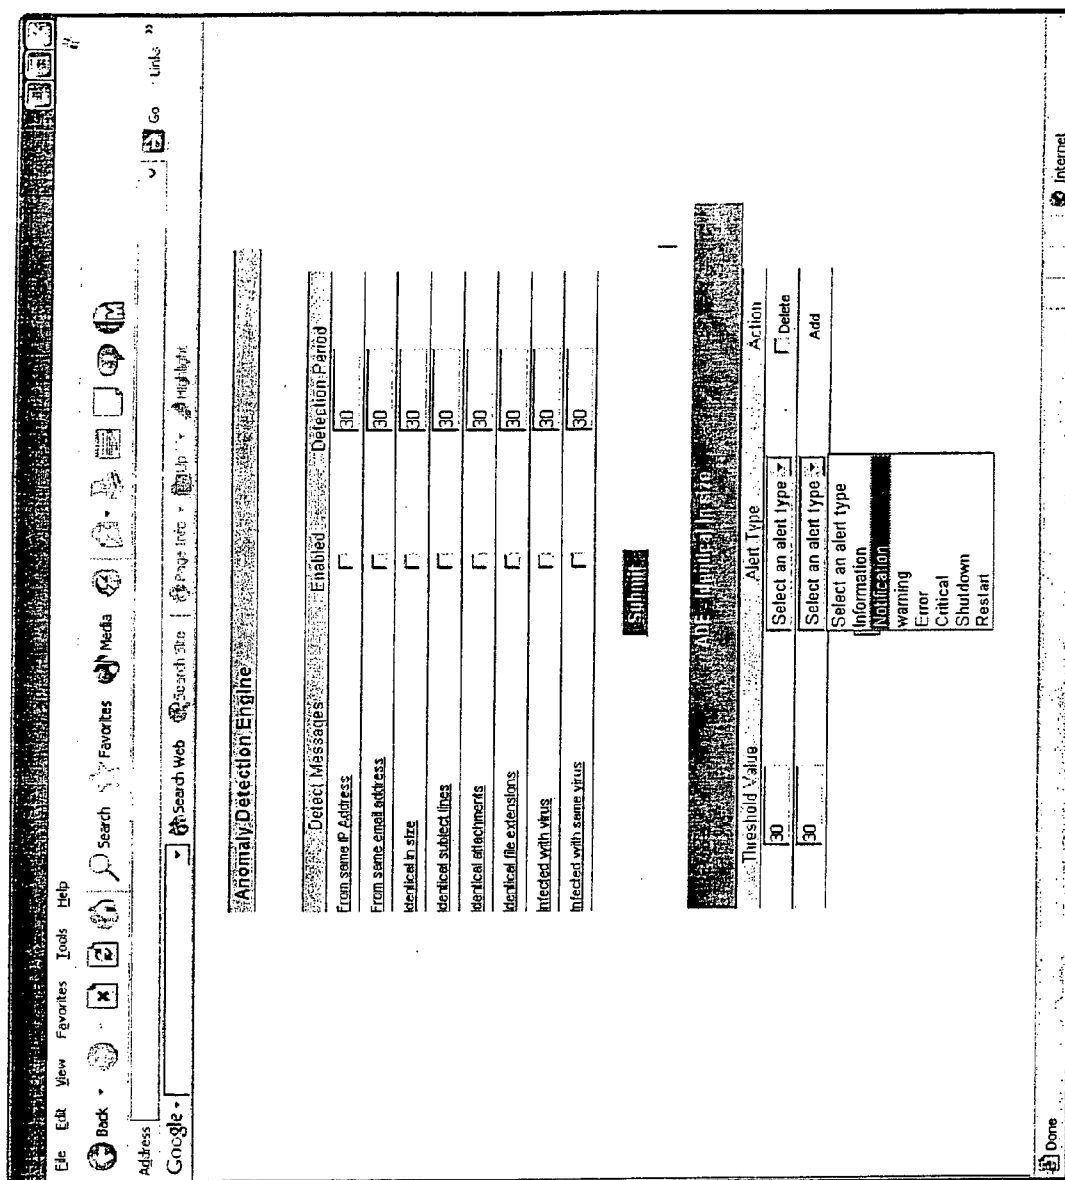 File Edit View Favorites Tools Help
Back Search Favorites Media
Address Go Links »
Google Search Web Search Site Page Info Up Highlight
Anomaly Detection Engine
Detect Messages Enabled Detection Period
From same IP Address 30
From same email address 30
Identical in size 30
Identical subject lines 30
Identical attachments 30
Identical file extensions 30
Infected with virus 30
Infected with same virus 30
Submit
ADE - Identical in size
Threshold Value Alert Type Action
30 Select an alert type Delete
30 Select an alert type Add
Select an alert type
Information
Notification
warning
Error
Critical
Shutdown
Restart
Done Internet